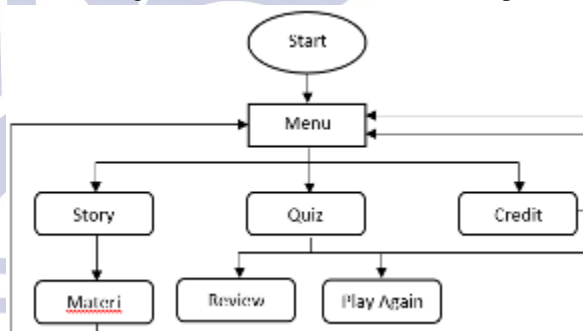 Start
Menu
Story
Quiz
Credit
Materi
Review
Play Again